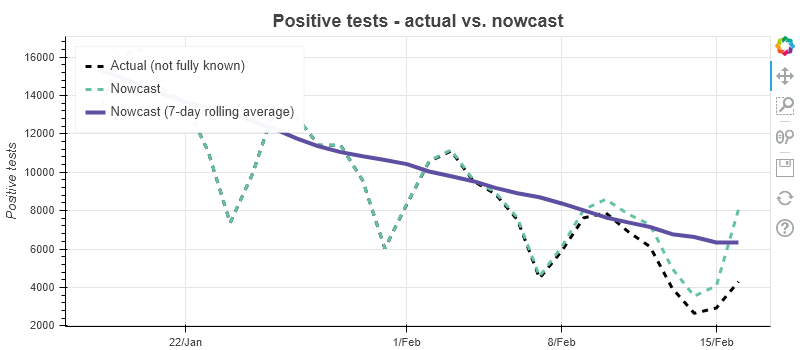 Positive tests - actual vs. nowcast
Positive tests
16000
14000
12000
10000
8000
6000
4000
2000
Actual (not fully known)
Nowcast
Nowcast (7-day rolling average)
22/Jan
1/Feb
8/Feb
15/Feb